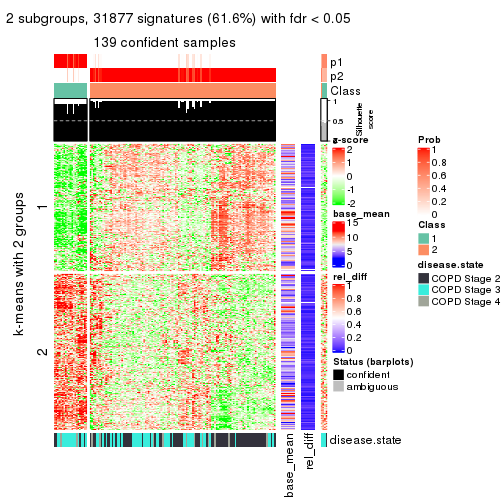 2 subgroups, 31877 signatures (61.6%) with fdr < 0.05
139 confident samples
p1
p2
Class
1
0.5
0
Silhouette
score
k-means with 2 groups
1
2
z-score
2
1
0
-1
-2
base_mean
15
10
5
0
rel_diff
1
0.8
0.6
0.4
0.2
0
Status (barplots)
confident
ambiguous
Prob
1
0.8
0.6
0.4
0.2
0
Class
1
2
disease.state
COPD Stage 2
COPD Stage 3
COPD Stage 4
disease.state
base_mean
rel_diff